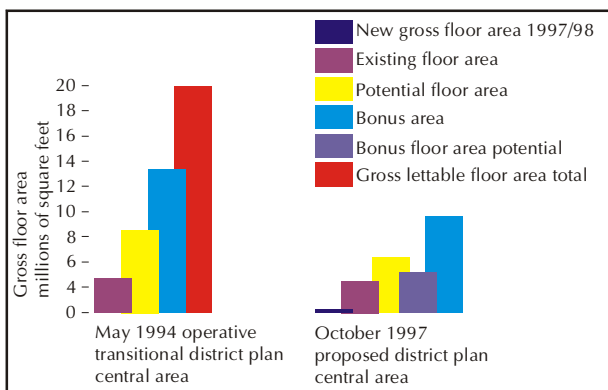 New gross floor area 1997/98
Existing floor area
Potential floor area
Bonus area
Bonus floor area potential
Gross lettable floor area total
Gross floor area
millions of square feet
20
18
16
14
12
10
8
6
4
0
May 1994 operative
transitional district plan
central area
October 1997
proposed district plan
central area